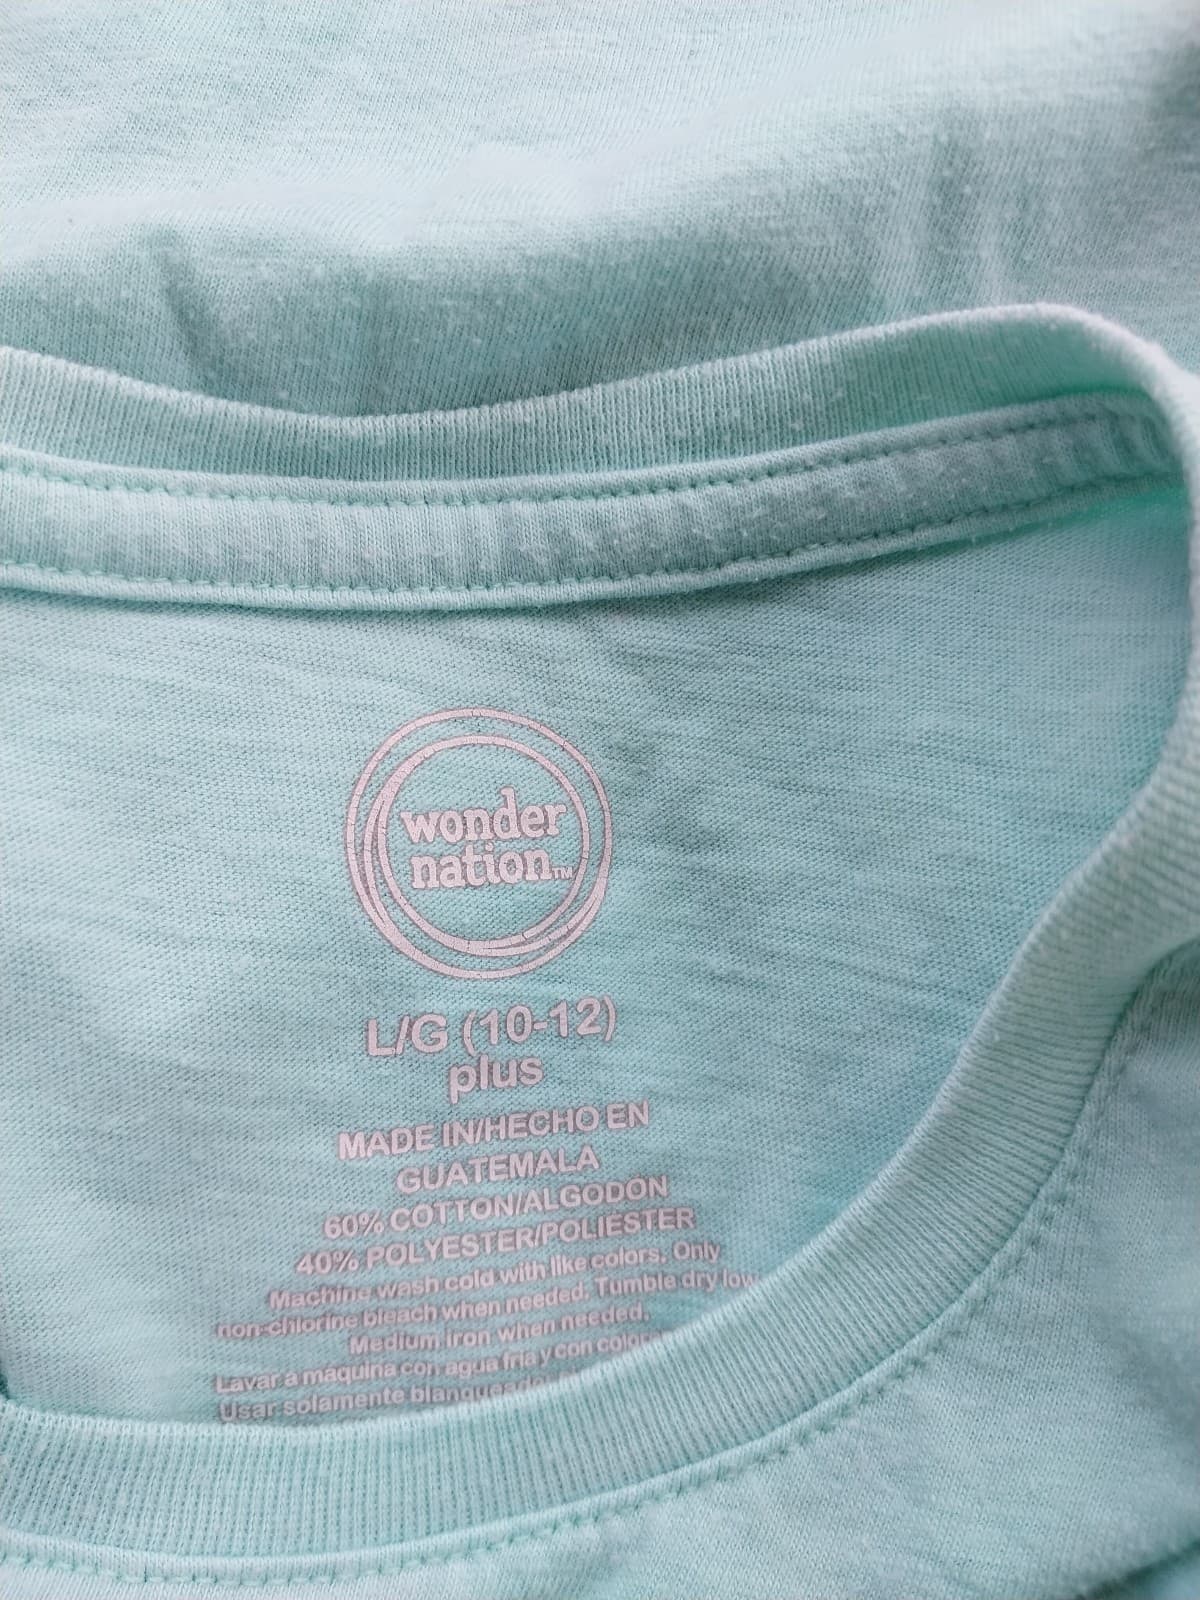 wonder
nation™
L/G (10-12)
plus
MADE IN/HECHO EN
GUATEMALA
60% COTTON/ALGODÓN
40% POLYESTER/POLIESTER
Machine wash cold with like colors. Only
non-chlorine bleach when needed. Tumble dry low
Medium iron when needed.
Lavar a maquina con agua fria y con
Usar solamente